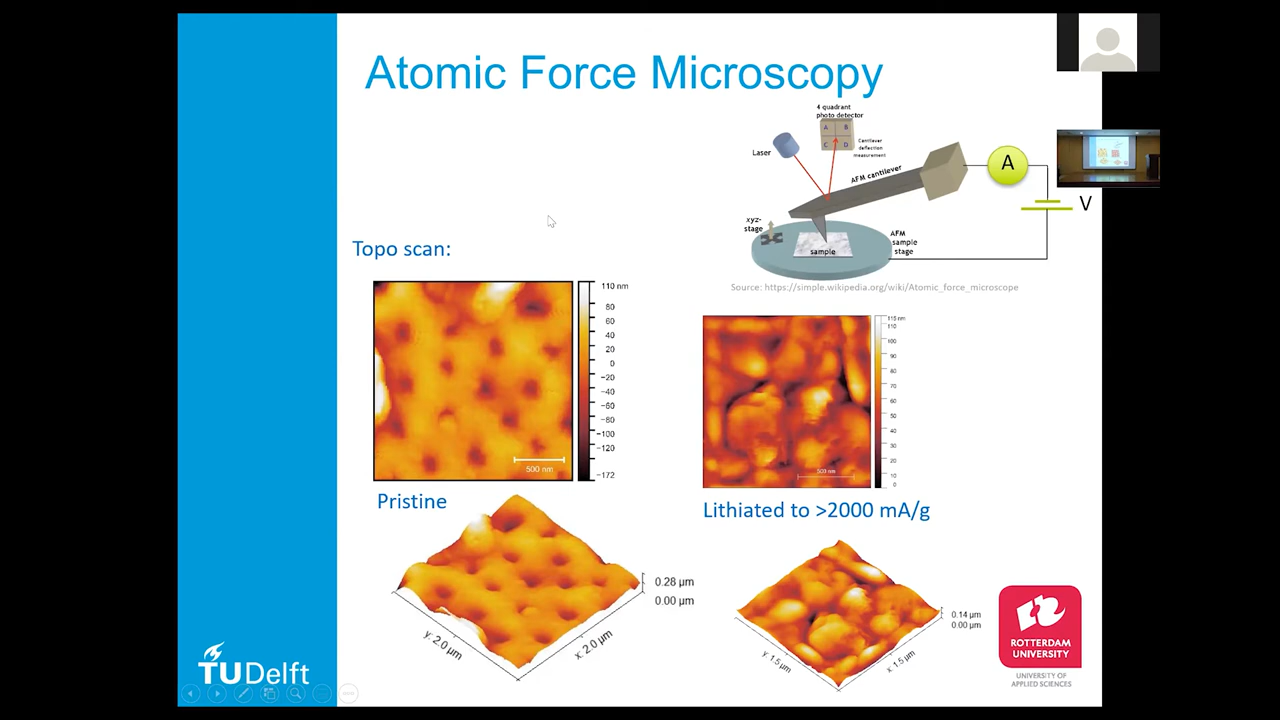 Atomic Force Microscopy
4 quadrant
photo detector
A B
C D
Cantilever
deflection
measurement
Laser
AFM cantilever
A
V
xyz-
stage
AFM
sample
stage
sample
Source: https://simple.wikipedia.org/wiki/Atomic_force_microscope
Topo scan:
110 nm
80
60
40
20
0
−20
−40
−60
−80
−100
−120
−172
500 nm
115 nm
110
100
90
80
70
60
50
40
30
20
10
0
500 nm
Pristine
Lithiated to >2000 mA/g
0.28 μm
0.00 μm
y: 2.0 μm
x: 2.0 μm
0.14 μm
0.00 μm
y: 1.5 μm
x: 1.5 μm
TUDelft
ROTTERDAM
UNIVERSITY
UNIVERSITY OF
APPLIED SCIENCES